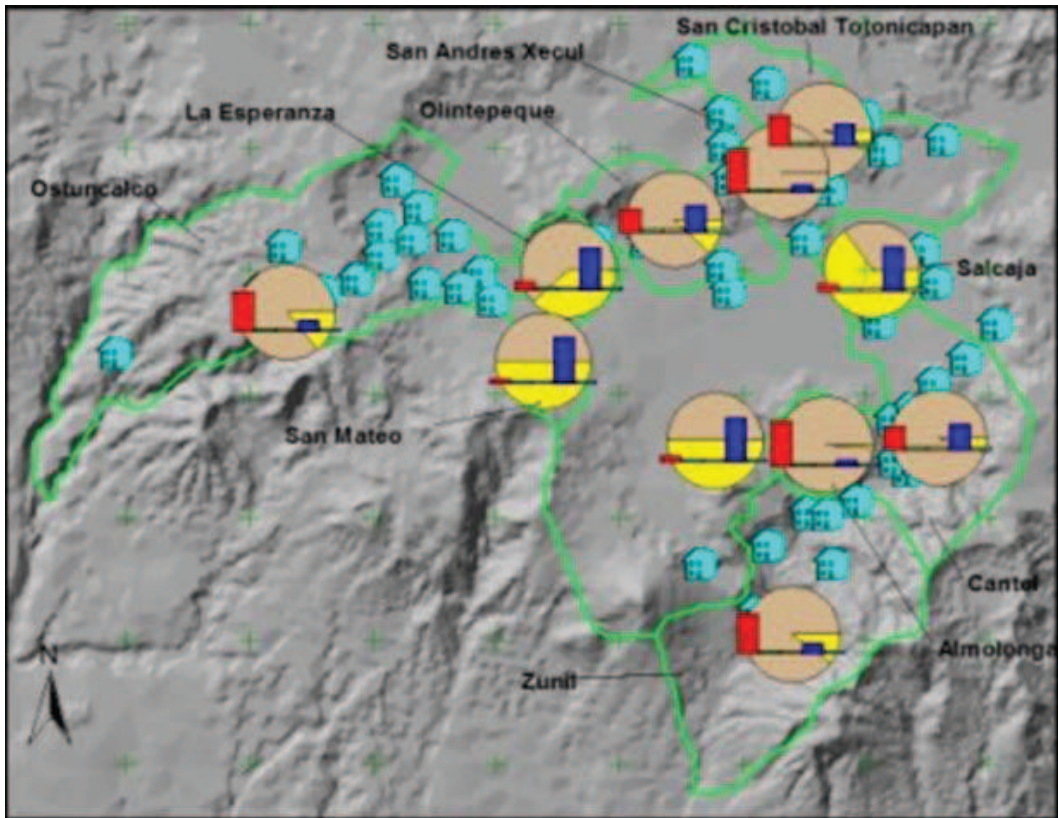 San Cristobal Totonicapan
San Andres Xecul
La Esperanza
Olintepeque
Ostuncalco
Salcaja
San Mateo
Cantel
Almolonga
Zunil
N